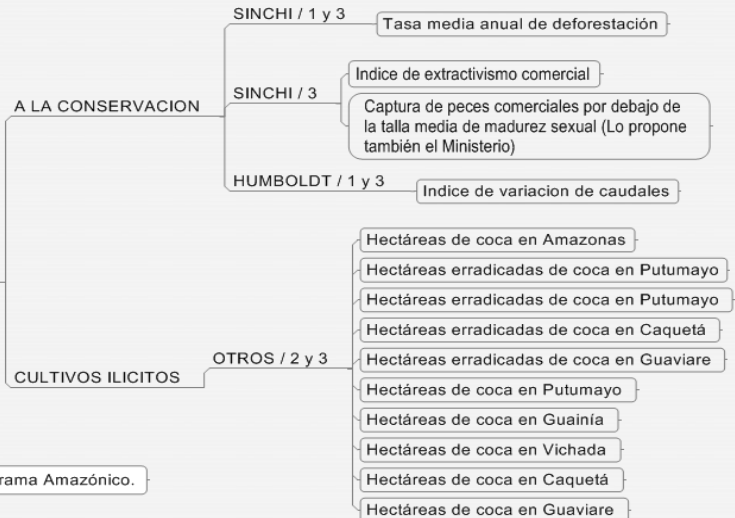 SINCHI / 1 y 3
Tasa media anual de deforestación
A LA CONSERVACION
SINCHI / 3
Indice de extractivismo comercial
Captura de peces comerciales por debajo de
la talla media de madurez sexual (Lo propone
también el Ministerio)
HUMBOLDT / 1 y 3
Indice de variacion de caudales
CULTIVOS ILICITOS
OTROS / 2 y 3
Hectáreas de coca en Amazonas
Hectáreas erradicadas de coca en Putumayo
Hectáreas erradicadas de coca en Putumayo
Hectáreas erradicadas de coca en Caquetá
Hectáreas erradicadas de coca en Guaviare
Hectáreas de coca en Putumayo
Hectáreas de coca en Guainía
Hectáreas de coca en Vichada
Hectáreas de coca en Caquetá
Hectáreas de coca en Guaviare
rama Amazónico.